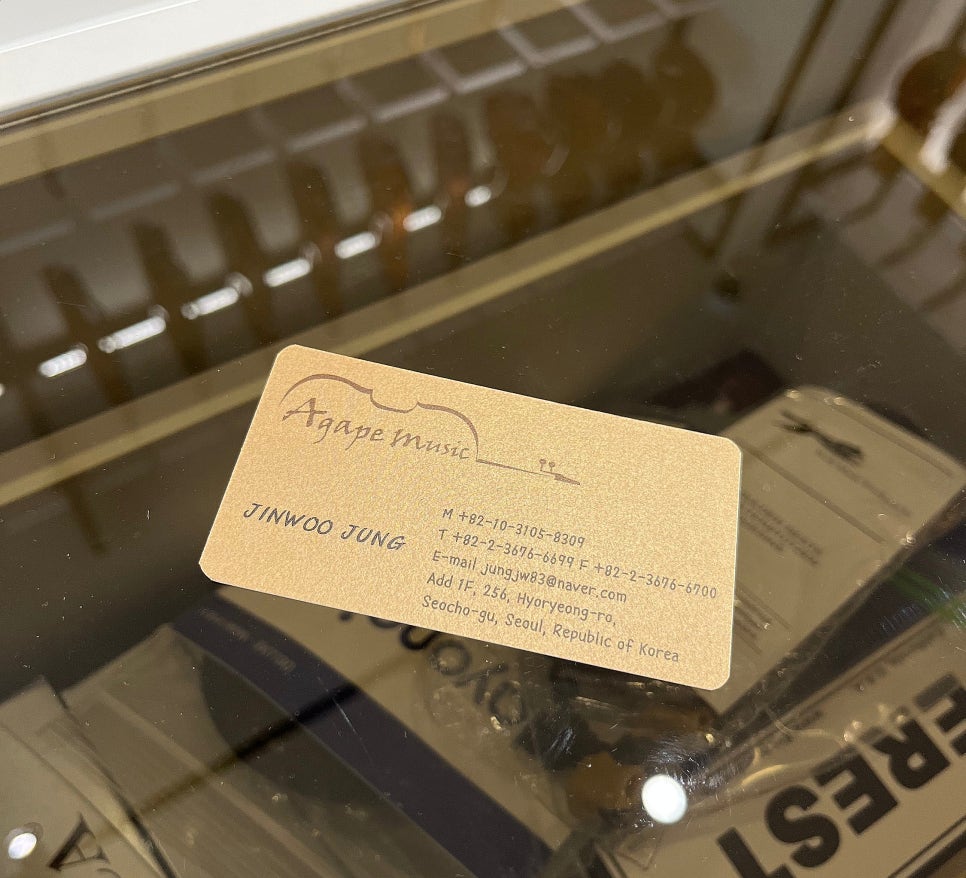 Agape Music
JINWOO JUNG
M +82-10-3105-8309
T +82-2-3676-6699 F +82-2-3676-6700
E-mail jungjw83@naver.com
Add 1F, 256, Hyoryeong-ro,
Seocho-gu, Seoul, Republic of Korea
EREST